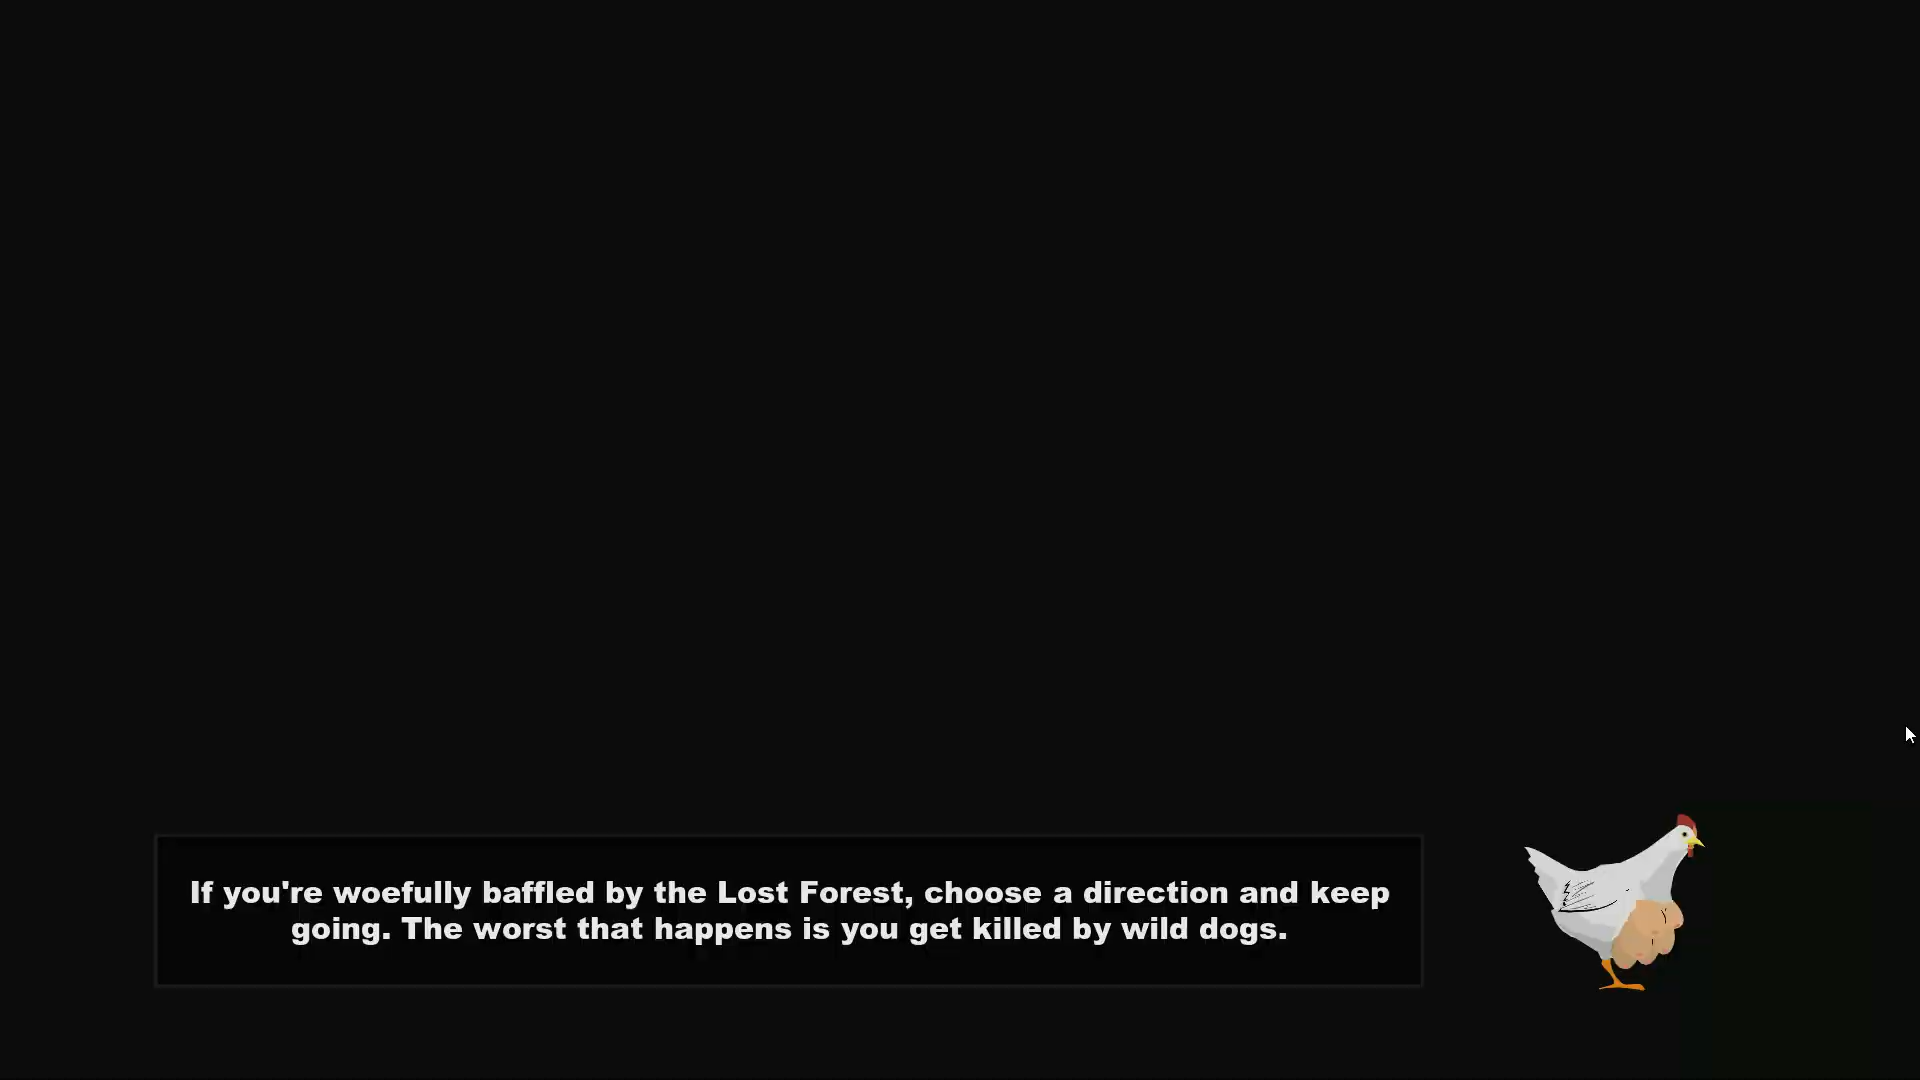 If you're woefully baffled by the Lost Forest, choose a direction and keep
going. The worst that happens is you get killed by wild dogs.